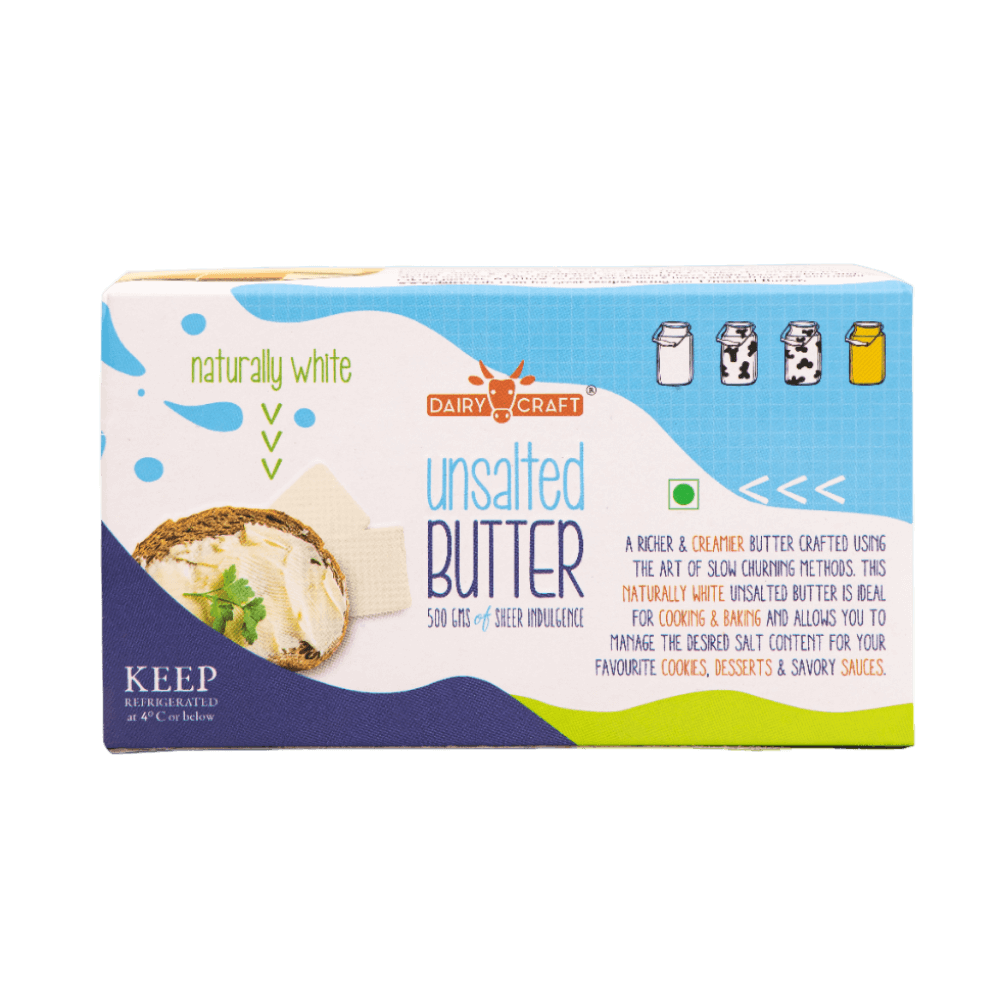 naturally white
DAIRY CRAFT ®
unsalted
BUTTER
500 GMS of SHEER INDULGENCE
A RICHER & CREAMIER BUTTER CRAFTED USING
THE ART OF SLOW CHURNING METHODS. THIS
NATURALLY WHITE UNSALTED BUTTER IS IDEAL
FOR COOKING & BAKING AND ALLOWS YOU TO
MANAGE THE DESIRED SALT CONTENT FOR YOUR
FAVOURITE COOKIES, DESSERTS & SAVORY SAUCES.
KEEP
REFRIGERATED
at 4° C or below